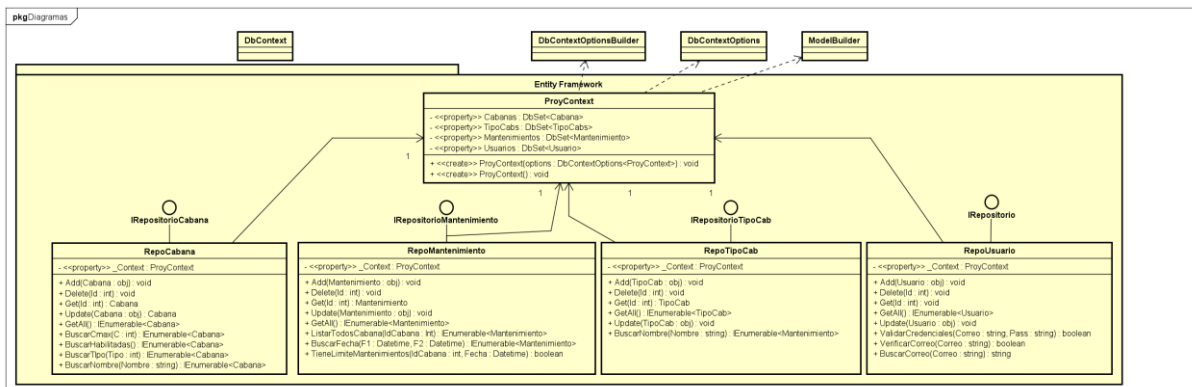 pkg Diagramas
DbContext
DbContextOptionsBuilder
DbContextOptions
ModelBuilder
Entity Framework
ProyContext
- <<property>> Cabanas : DbSet<Cabana>
- <<property>> TipoCabs : DbSet<TipoCabs>
- <<property>> Mantenimientos : DbSet<Mantenimiento>
- <<property>> Usuarios : DbSet<Usuario>
+ <<create>> ProyContext(options : DbContextOptions<ProyContext>) : void
+ <<create>> ProyContext() : void
1
1
1
1
IRepositorioCabana
IRepositorioMantenimiento
IRepositorioTipoCab
IRepositorio
RepoCabana
- <<property>> _Context : ProyContext
+ Add(Cabana : obj) : void
+ Delete(Id : int) : void
+ Get(Id : int) : Cabana
+ Update(Cabana : obj) : Cabana
+ GetAll() : IEnumerable<Cabana>
+ BuscarCmax(C : int) : IEnumerable<Cabana>
+ BuscarHabilitadas() : IEnumerable<Cabana>
+ BuscarTIpo(Tipo : int) : IEnumerable<Cabana>
+ BuscarNombre(Nombre : string) : IEnumerable<Cabana>
RepoMantenimiento
- <<property>> _Context : ProyContext
+ Add(Mantenimiento : obj) : void
+ Delete(Id : int) : void
+ Get(Id : int) : Mantenimiento
+ Update(Mantenimiento : obj) : void
+ GetAll() : IEnumerable<Mantenimiento>
+ ListarTodosCabana(IdCabana : Int) : IEnumerable<Mantenimiento>
+ BuscarFecha(F1 : Datetime, F2 : Datetime) : IEnumerable<Mantenimiento>
+ TieneLimiteMantenimientos(IdCabana : int, Fecha : Datetime) : boolean
RepoTipoCab
- <<property>> _Context : ProyContext
+ Add(TipoCab : obj) : void
+ Delete(Id : int) : void
+ Get(Id : int) : TipoCab
+ GetAll() : IEnumerable<TipoCab>
+ Update(TipoCab : obj) : void
+ BuscarNombre(Nombre : string) : IEnumerable<Mantenimiento>
RepoUsuario
- <<property>> _Context : ProyContext
+ Add(Usuario : obj) : void
+ Delete(Id : int) : void
+ Get(Id : int) : void
+ GetAll() : IEnumerable<Usuario>
+ Update(Usuario : obj) : void
+ ValidarCredenciales(Correo : string, Pass : string) : boolean
+ VerificarCorreo(Correo : string) : boolean
+ BuscarCorreo(Correo : string) : string